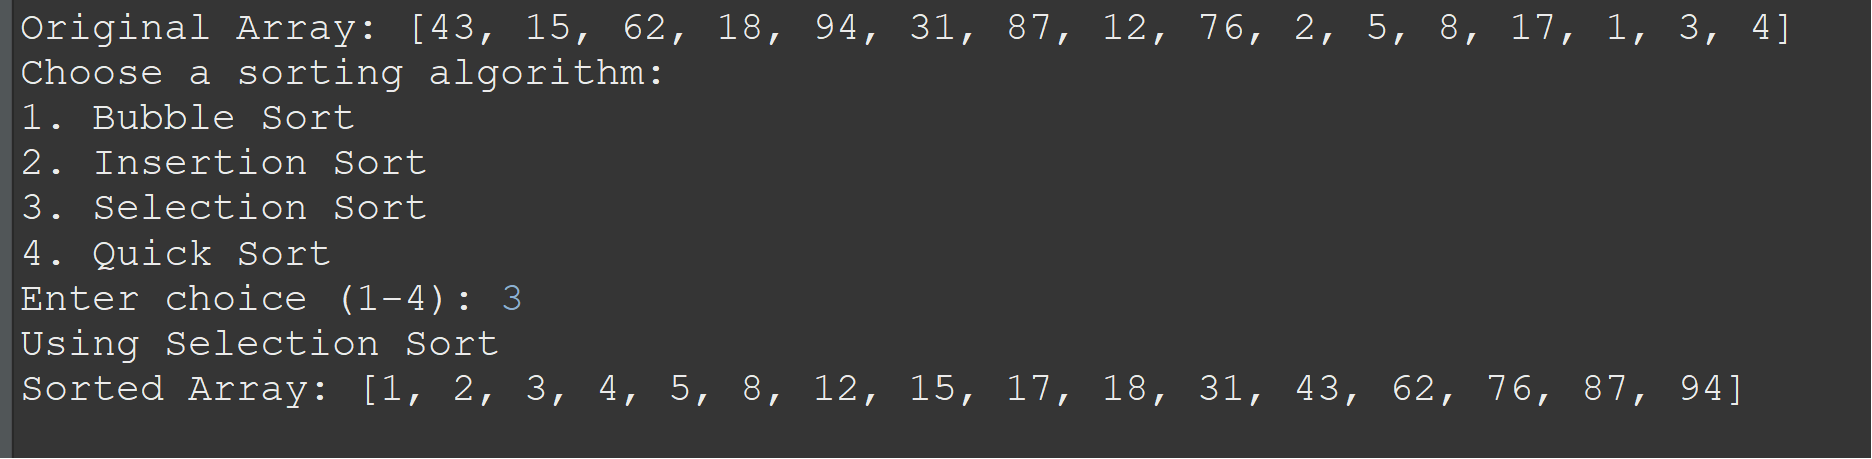 Original Array: [43, 15, 62, 18, 94, 31, 87, 12, 76, 2, 5, 8, 17, 1, 3, 4]
Choose a sorting algorithm:
1. Bubble Sort
2. Insertion Sort
3. Selection Sort
4. Quick Sort
Enter choice (1-4): 3
Using Selection Sort
Sorted Array: [1, 2, 3, 4, 5, 8, 12, 15, 17, 18, 31, 43, 62, 76, 87, 94]